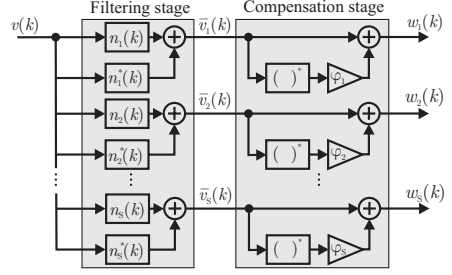 Filtering stage Compensation stage
v(k) n₁(k) + v̅₁(k) + w₁(k)
n₁*(k) ( )* φ₁
n₂(k) + v̅₂(k) + w₂(k)
n₂*(k) ( )* φ₂
... ... ...
nₛ(k) + v̅ₛ(k) + wₛ(k)
nₛ*(k) ( )* φₛ